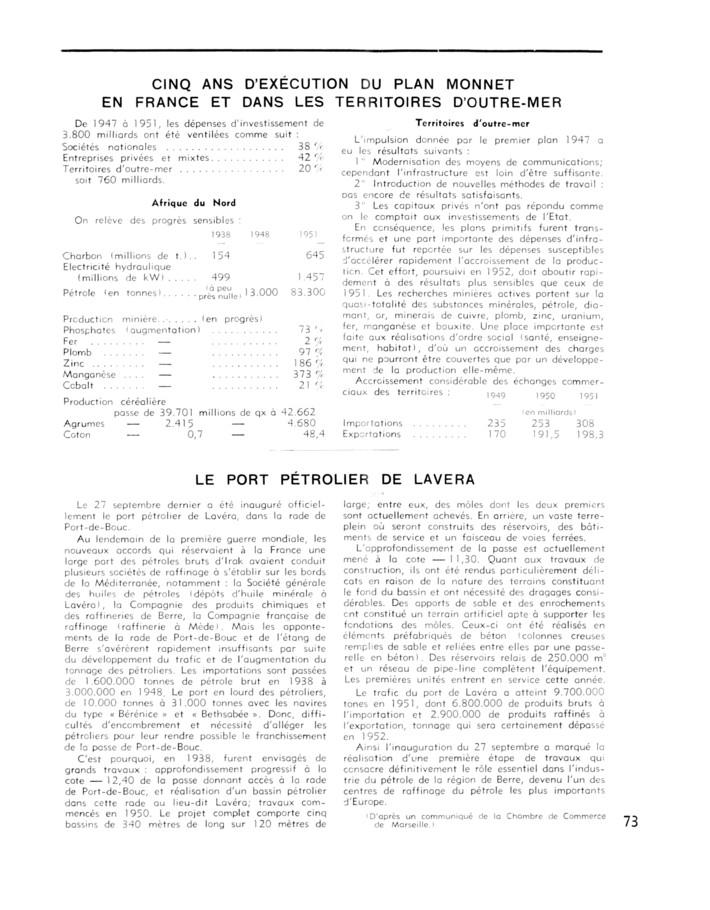 CINQ ANS D'EXÉCUTION DU PLAN MONNET
EN FRANCE ET DANS LES TERRITOIRES D'OUTRE-MER
De 1947 à 1951, les dépenses d'investissement de
3.800 milliards ont été ventilées comme suit :
Sociétés nationales ................... 38 %
Entreprises privées et mixtes............ 42 %
Territoires d'outre-mer ................. 20 %
soit 760 milliards.
Afrique du Nord
On relève des progrès sensibles :
1938 1948 1951
Charbon (millions de t.).. 154 645
Electricité hydraulique
(millions de kW) ..... 499 1.457
Pétrole (en tonnes)...... (à peu près nulle) 13.000 83.300
Production minière....... (en progrès)
Phosphates (augmentation) ........... 73 %
Fer ........ — ........... 2 %
Plomb ....... — ........... 97 %
Zinc ........ — ........... 186 %
Manganèse .... — ........... 373 %
Cobalt ....... — ........... 21 %
Production céréalière
passe de 39.701 millions de qx à 42.662
Agrumes — 2.415 — 4.680
Coton — 0,7 — 48,4
Territoires d'outre-mer
L'impulsion donnée par le premier plan 1947 a
eu les résultats suivants :
1° Modernisation des moyens de communications;
cependant l'infrastructure est loin d'être suffisante.
2° Introduction de nouvelles méthodes de travail :
pas encore de résultats satisfaisants.
3° Les capitaux privés n'ont pas répondu comme
on le comptait aux investissements de l'Etat.
En conséquence, les plans primitifs furent trans-
formés et une part importante des dépenses d'infra-
structure fut reportée sur les dépenses susceptibles
d'accélérer rapidement l'accroissement de la produc-
tion. Cet effort, poursuivi en 1952, doit aboutir rapi-
dement à des résultats plus sensibles que ceux de
1951. Les recherches minières actives portent sur la
quasi-totalité des substances minérales, pétrole, dia-
mant, or, minerais de cuivre, plomb, zinc, uranium,
fer, manganèse et bauxite. Une place importante est
faite aux réalisations d'ordre social (santé, enseigne-
ment, habitat), d'où un accroissement des charges
qui ne pourront être couvertes que par un développe-
ment de la production elle-même.
Accroissement considérable des échanges commer-
ciaux des territoires :
1949 1950 1951
(en milliards)
Importations ......... 235 253 308
Exportations ......... 170 191,5 198,3
LE PORT PÉTROLIER DE LAVERA
Le 27 septembre dernier a été inauguré officiel-
lement le port pétrolier de Lavéra, dans la rade de
Port-de-Bouc.
Au lendemain de la première guerre mondiale, les
nouveaux accords qui réservaient à la France une
large part des pétroles bruts d'Irak avaient conduit
plusieurs sociétés de raffinage à s'établir sur les bords
de la Méditerranée, notamment : la Société générale
des huiles de pétroles (dépôts d'huile minérale à
Lavéra), la Compagnie des produits chimiques et
des raffineries de Berre, la Compagnie française de
raffinage (raffinerie à Mède). Mais les apponte-
ments de la rade de Port-de-Bouc et de l'étang de
Berre s'avérèrent rapidement insuffisants par suite
du développement du trafic et de l'augmentation du
tonnage des pétroliers. Les importations sont passées
de 1.600.000 tonnes de pétrole brut en 1938 à
3.000.000 en 1948. Le port en lourd des pétroliers,
de 10.000 tonnes à 31.000 tonnes avec les navires
du type « Bérénice » et « Bethsabée ». Donc, diffi-
cultés d'encombrement et nécessité d'alléger les
pétroliers pour leur rendre possible le franchissement
de la passe de Port-de-Bouc.
C'est pourquoi, en 1938, furent envisagés de
grands travaux : approfondissement progressif à la
cote — 12,40 de la passe donnant accès à la rade
de Port-de-Bouc, et réalisation d'un bassin pétrolier
dans cette rade au lieu-dit Lavéra; travaux com-
mencés en 1950. Le projet complet comporte cinq
bassins de 340 mètres de long sur 120 mètres de
large; entre eux, des môles dont les deux premiers
sont actuellement achevés. En arrière, un vaste terre-
plein où seront construits des réservoirs, des bâti-
ments de service et un faisceau de voies ferrées.
L'approfondissement de la passe est actuellement
mené à la cote — 11,30. Quant aux travaux de
construction, ils ont été rendus particulièrement déli-
cats en raison de la nature des terrains constituant
le fond du bassin et ont nécessité des dragages consi-
dérables. Des apports de sable et des enrochements
ont constitué un terrain artificiel apte à supporter les
fondations des môles. Ceux-ci ont été réalisés en
éléments préfabriqués de béton (colonnes creuses
remplies de sable et reliées entre elles par une passe-
relle en béton). Des réservoirs relais de 250.000 m³
et un réseau de pipe-line complètent l'équipement.
Les premières unités entrent en service cette année.
Le trafic du port de Lavéra a atteint 9.700.000
tones en 1951, dont 6.800.000 de produits bruts à
l'importation et 2.900.000 de produits raffinés à
l'exportation, tonnage qui sera certainement dépassé
en 1952.
Ainsi l'inauguration du 27 septembre a marqué la
réalisation d'une première étape de travaux qui
consacre définitivement le rôle essentiel dans l'indus-
trie du pétrole de la région de Berre, devenu l'un des
centres de raffinage du pétrole les plus importants
d'Europe.
(D'après un communiqué de la Chambre de Commerce
de Marseille.)
73